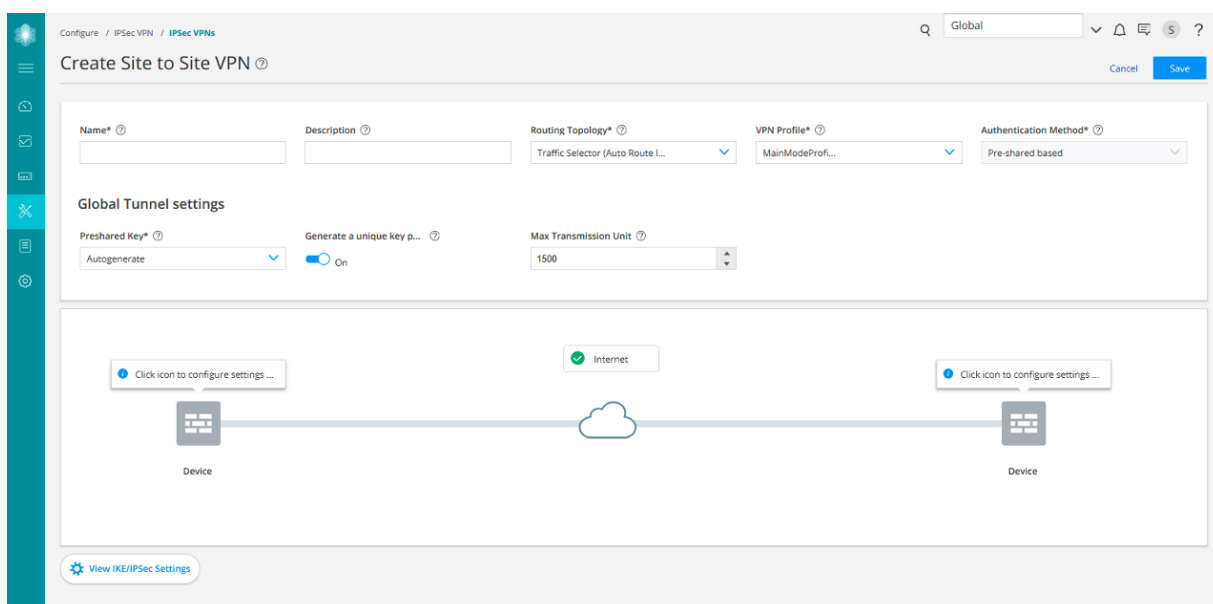 Configure / IPSec VPN / IPSec VPNs
Global
S
?
Create Site to Site VPN ?
Cancel
Save
Name* ?
Description ?
Routing Topology* ?
VPN Profile* ?
Authentication Method* ?
Traffic Selector (Auto Route I...
MainModeProfi...
Pre-shared based
Global Tunnel settings
Preshared Key* ?
Generate a unique key p... ?
Max Transmission Unit ?
Autogenerate
On
1500
Internet
Click icon to configure settings ...
Click icon to configure settings ...
Device
Device
View IKE/IPSec Settings